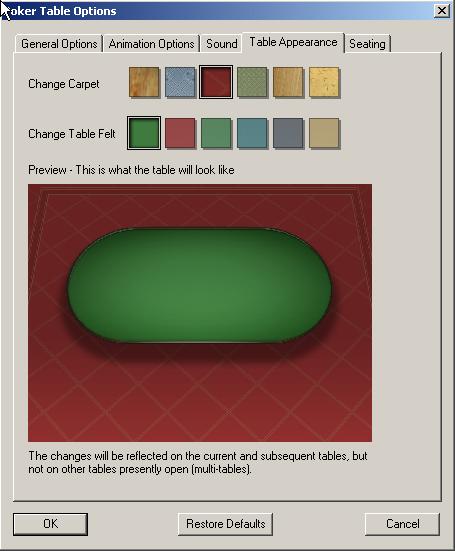 Poker Table Options
General Options Animation Options Sound Table Appearance Seating
Change Carpet
Change Table Felt
Preview - This is what the table will look like
The changes will be reflected on the current and subsequent tables, but
not on other tables presently open (multi-tables).
OK Restore Defaults Cancel